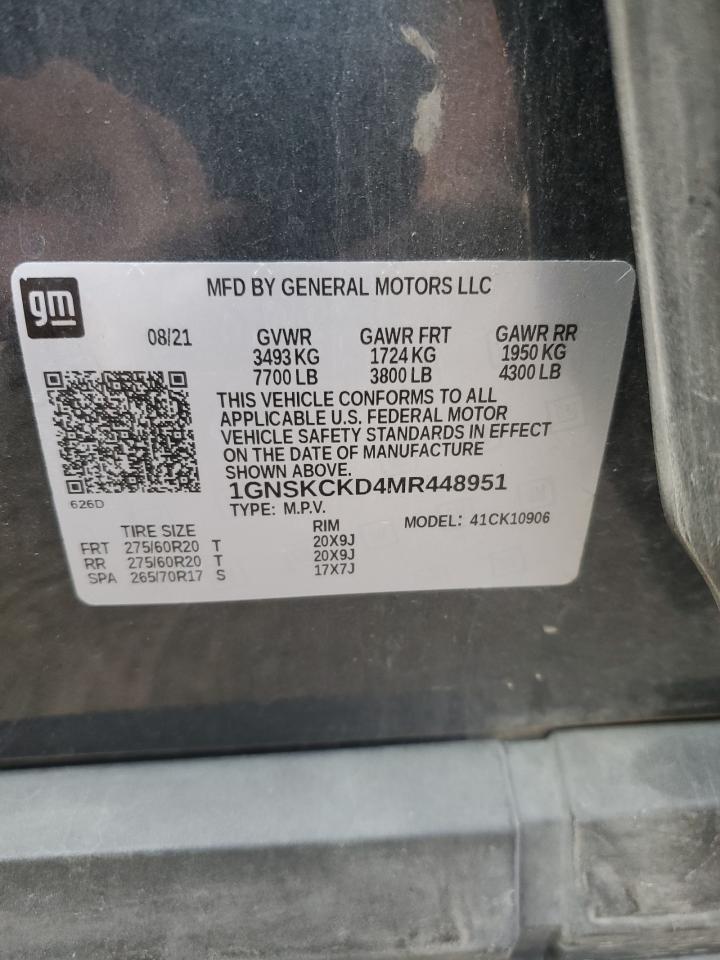 gm
MFD BY GENERAL MOTORS LLC
08/21 GVWR GAWR FRT GAWR RR
3493 KG 1724 KG 1950 KG
7700 LB 3800 LB 4300 LB
THIS VEHICLE CONFORMS TO ALL
APPLICABLE U.S. FEDERAL MOTOR
VEHICLE SAFETY STANDARDS IN EFFECT
ON THE DATE OF MANUFACTURE
SHOWN ABOVE.
1GNSKCKD4MR448951
626D
TYPE: M.P.V. MODEL: 41CK10906
TIRE SIZE RIM
FRT 275/60R20 T 20X9J
RR 275/60R20 T 20X9J
SPA 265/70R17 S 17X7J